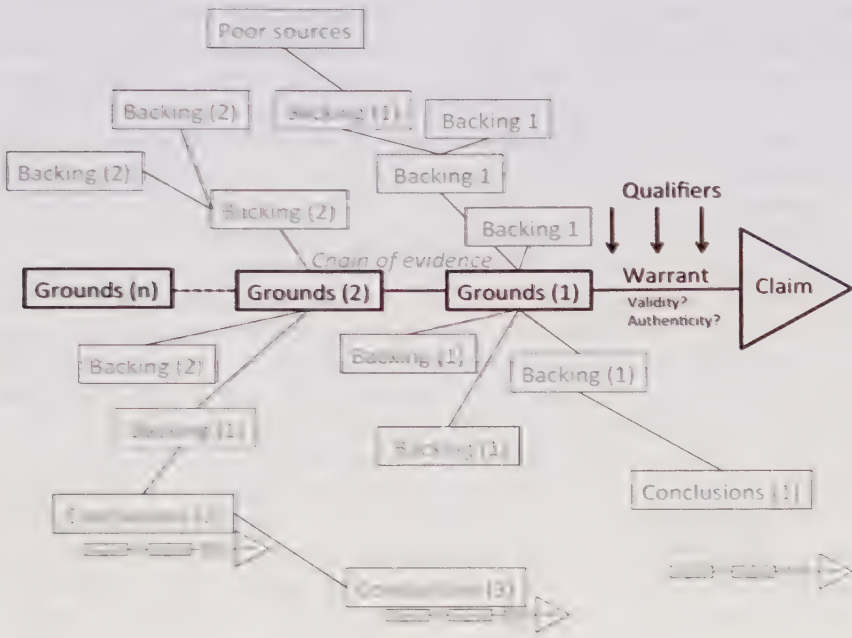 Poor sources
Backing (2)
Backing (1)
Backing 1
Backing (2)
Backing 1
Qualifiers
Backing (2)
Backing 1
Chain of evidence
Grounds (n)
Grounds (2)
Grounds (1)
Warrant
Claim
Validity?
Authenticity?
Backing (2)
Backing (1)
Backing (1)
Backing (1)
Backing (1)
Conclusions (1)
Conclusions
Conclusions (3)